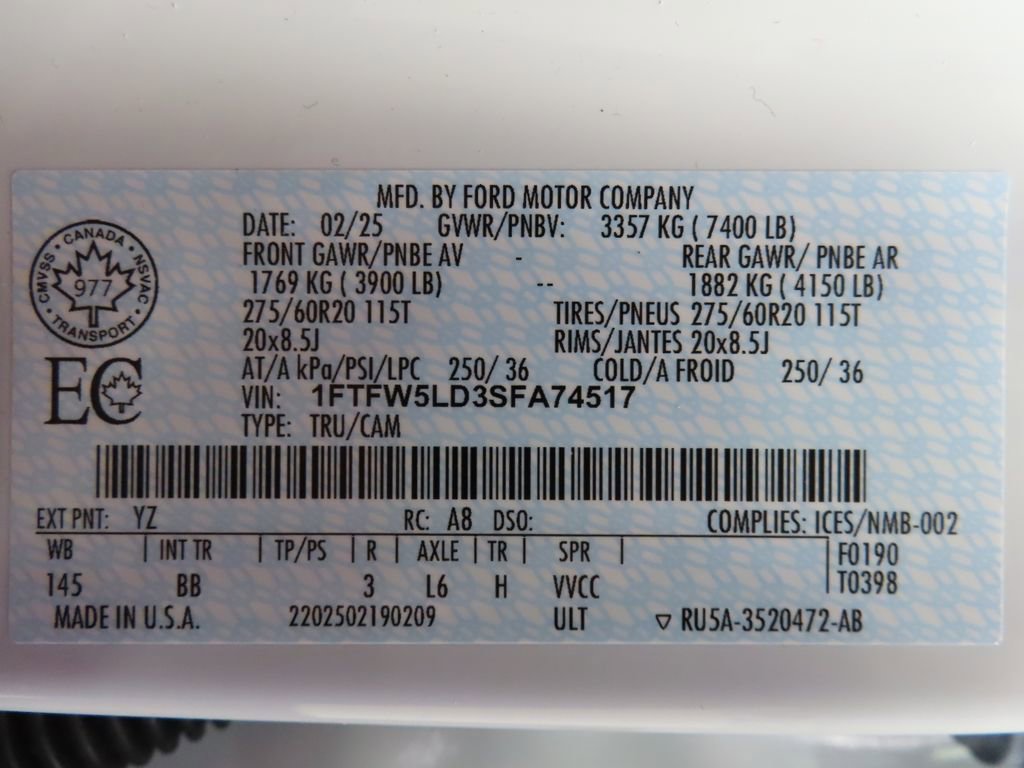 MFD. BY FORD MOTOR COMPANY
DATE: 02/25 GVWR/PNBV: 3357 KG ( 7400 LB)
FRONT GAWR/PNBE AV - REAR GAWR/ PNBE AR
1769 KG ( 3900 LB) -- 1882 KG ( 4150 LB)
275/60R20 115T TIRES/PNEUS 275/60R20 115T
20x8.5J RIMS/JANTES 20x8.5J
AT/A kPa/PSI/LPC 250/ 36 COLD/A FROID 250/ 36
VIN: 1FTFW5LD3SFA74517
TYPE: TRU/CAM
CMVSS • CANADA • NSVAC • TRANSPORT •
977
EC
EXT PNT: YZ RC: A8 DSO: COMPLIES: ICES/NMB-002
WB | INT TR | TP/PS | R | AXLE | TR | SPR | F0190
145 BB 3 L6 H VVCC T0398
MADE IN U.S.A. 2202502190209 ULT ▽ RU5A-3520472-AB